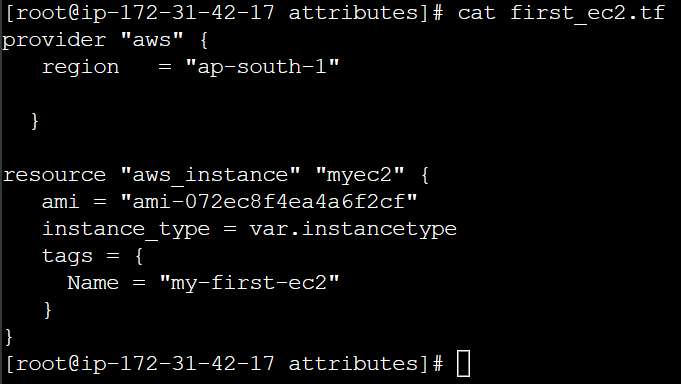 [root@ip-172-31-42-17 attributes]# cat first_ec2.tf
provider "aws" {
   region   = "ap-south-1"

  }

resource "aws_instance" "myec2" {
   ami = "ami-072ec8f4ea4a6f2cf"
   instance_type = var.instancetype
   tags = {
     Name = "my-first-ec2"
   }
}
[root@ip-172-31-42-17 attributes]#